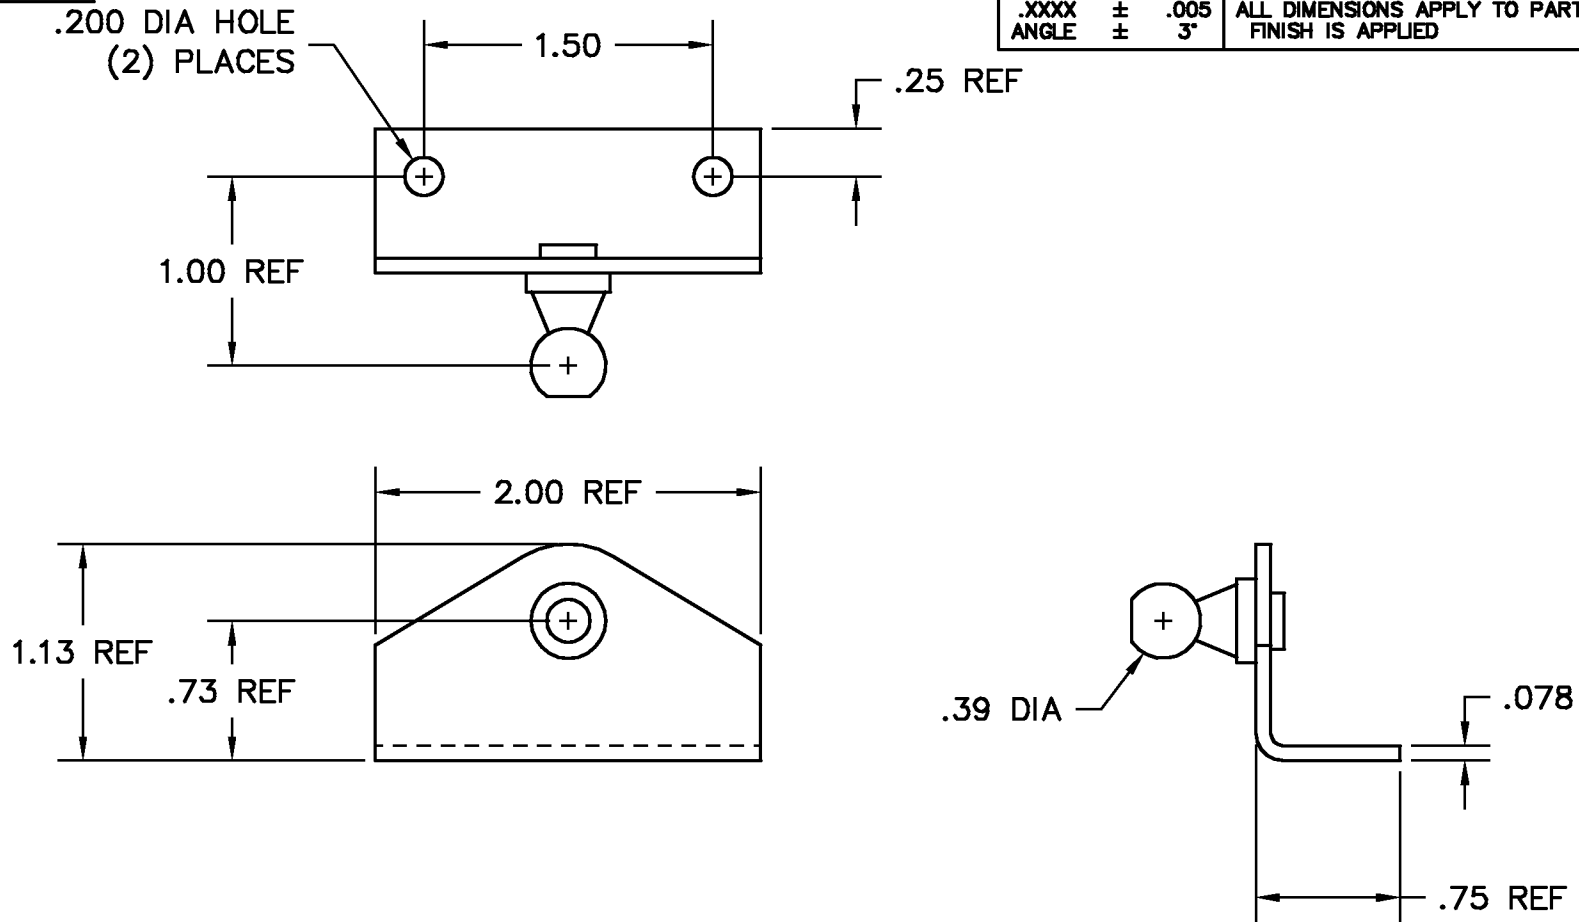 .XXXX ± .005 ALL DIMENSIONS APPLY TO PART
ANGLE ± 3° FINISH IS APPLIED
.200 DIA HOLE
(2) PLACES
1.50
.25 REF
1.00 REF
2.00 REF
1.13 REF
.73 REF
.39 DIA
.078
.75 REF